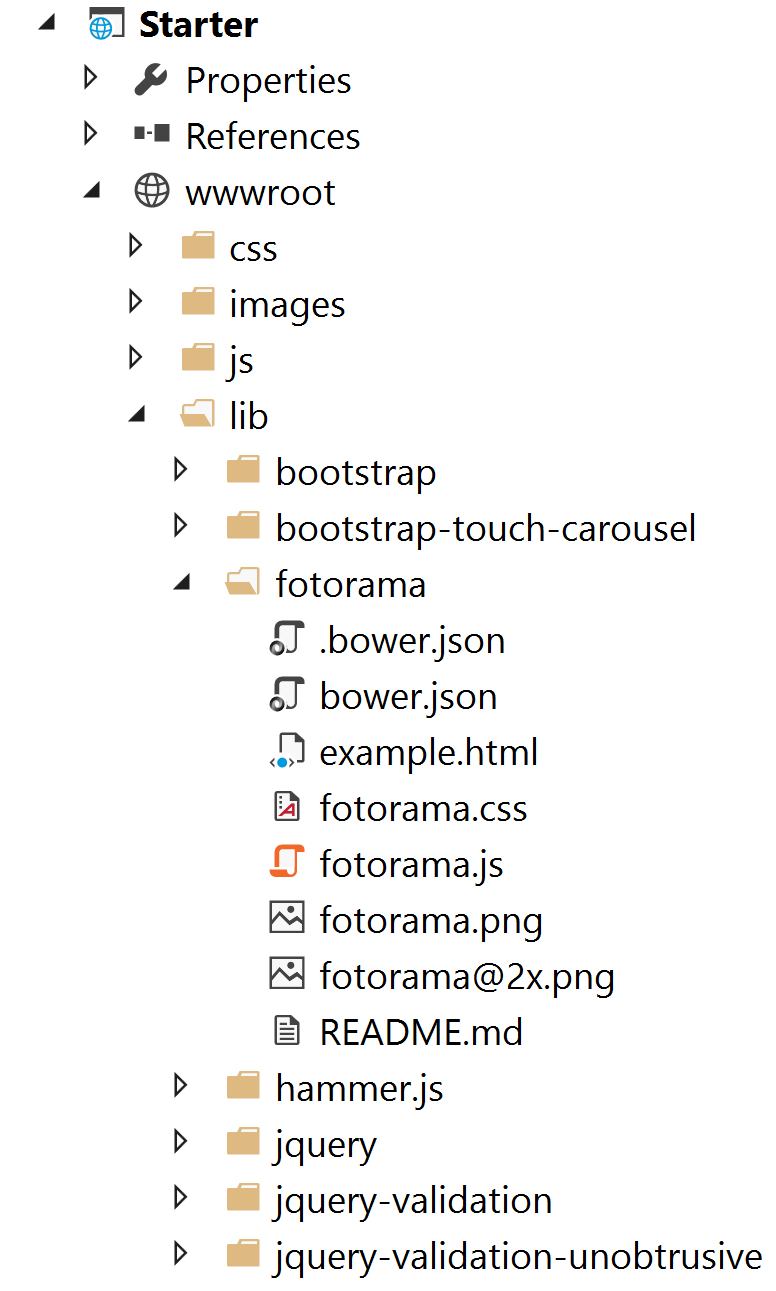 Starter
Properties
References
wwwroot
css
images
js
lib
bootstrap
bootstrap-touch-carousel
fotorama
.bower.json
bower.json
example.html
fotorama.css
fotorama.js
fotorama.png
fotorama@2x.png
README.md
hammer.js
jquery
jquery-validation
jquery-validation-unobtrusive